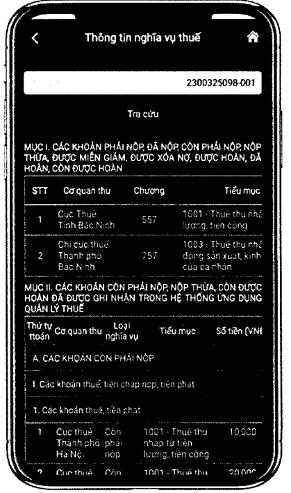 Thông tin nghĩa vụ thuế
2300325098-001
Tra cứu
MỤC I. CÁC KHOẢN PHẢI NỘP, ĐÃ NỘP, CÒN PHẢI NỘP, NỘP
THỪA, ĐƯỢC MIỄN GIẢM, ĐƯỢC XÓA NỢ, ĐƯỢC HOÀN, ĐÃ
HOÀN, CÒN ĐƯỢC HOÀN
STT Cơ quan thu Chương Tiểu mục
1 Cục Thuế Tỉnh Bắc Ninh 557 1001 - Thuế thu nhậ
lương, tiền công
2 Chi cục thuế Thành phố Bắc Ninh 757 1003 - Thuế thu nhậ
động sản xuất, kinh
của cá nhân
MỤC II. CÁC KHOẢN CÒN PHẢI NỘP, NỘP THỪA, CÒN ĐƯỢC
HOÀN ĐÃ ĐƯỢC GHI NHẬN TRONG HỆ THỐNG ỨNG DỤNG
QUẢN LÝ THUẾ
Thứ tự ttoán Cơ quan thu Loại nghĩa vụ Tiểu mục Số tiền (VNĐ
A. CÁC KHOẢN CÒN PHẢI NỘP
I. Các khoản thuế, tiền chậm nộp, tiền phạt
1. Các khoản thuế, tiền phạt
1 Cục thuế Thành phố Hà Nội Còn phải nộp 1001 - Thuế thu nhập từ tiền lương, tiền công 10,000
2 Cục thuế Còn 1001 - Thuế thu 20,000